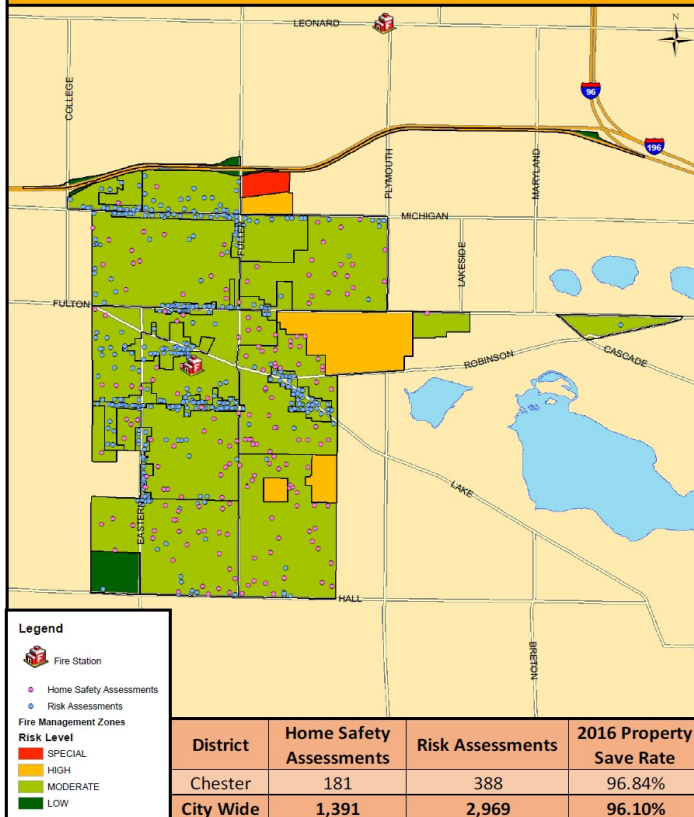 LEONARD
N
COLLEGE
96
196
PLYMOUTH
MARYLAND
MICHIGAN
FULLER
LAKESIDE
FULTON
ROBINSON
CASCADE
LAKE
EASTERN
HALL
BRETON
Legend
Fire Station
Home Safety Assessments
Risk Assessments
Fire Management Zones
Risk Level
SPECIAL
HIGH
MODERATE
LOW
District Home Safety Assessments Risk Assessments 2016 Property Save Rate
Chester 181 388 96.84%
City Wide 1,391 2,969 96.10%